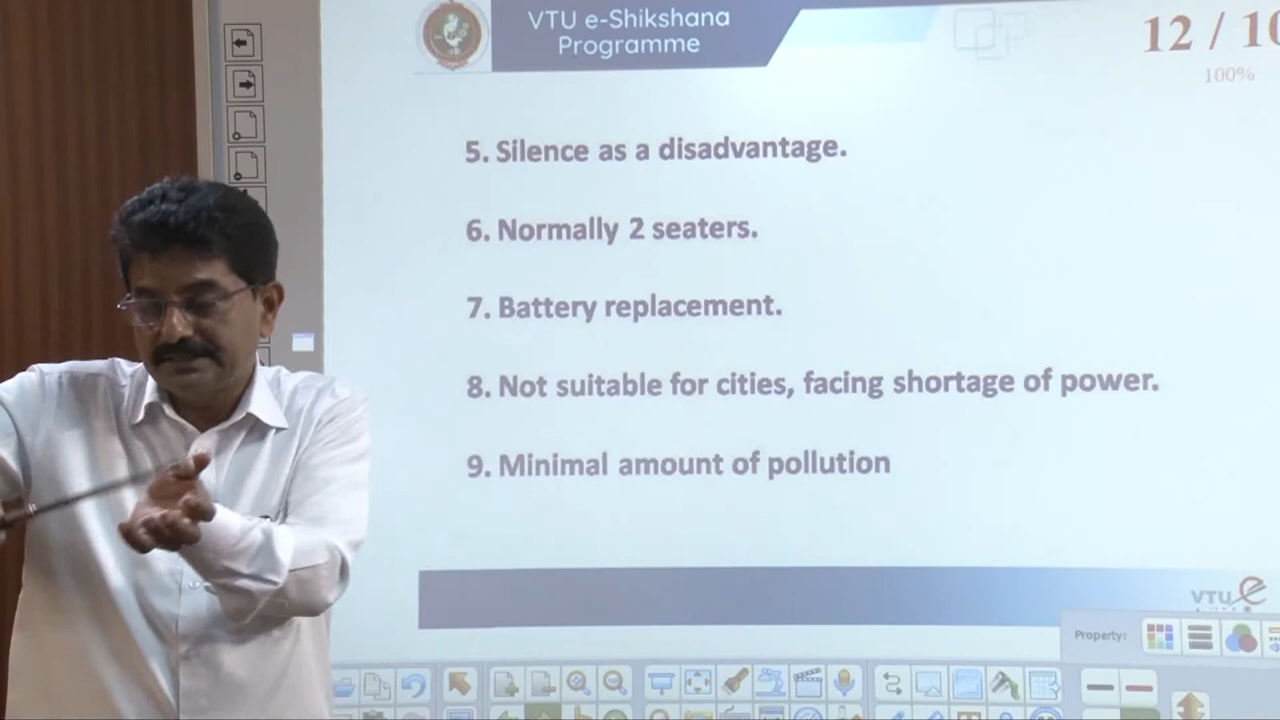 VTU e-Shikshana
Programme
12 / 10
100%
5. Silence as a disadvantage.
6. Normally 2 seaters.
7. Battery replacement.
8. Not suitable for cities, facing shortage of power.
9. Minimal amount of pollution
VTU e
Property: